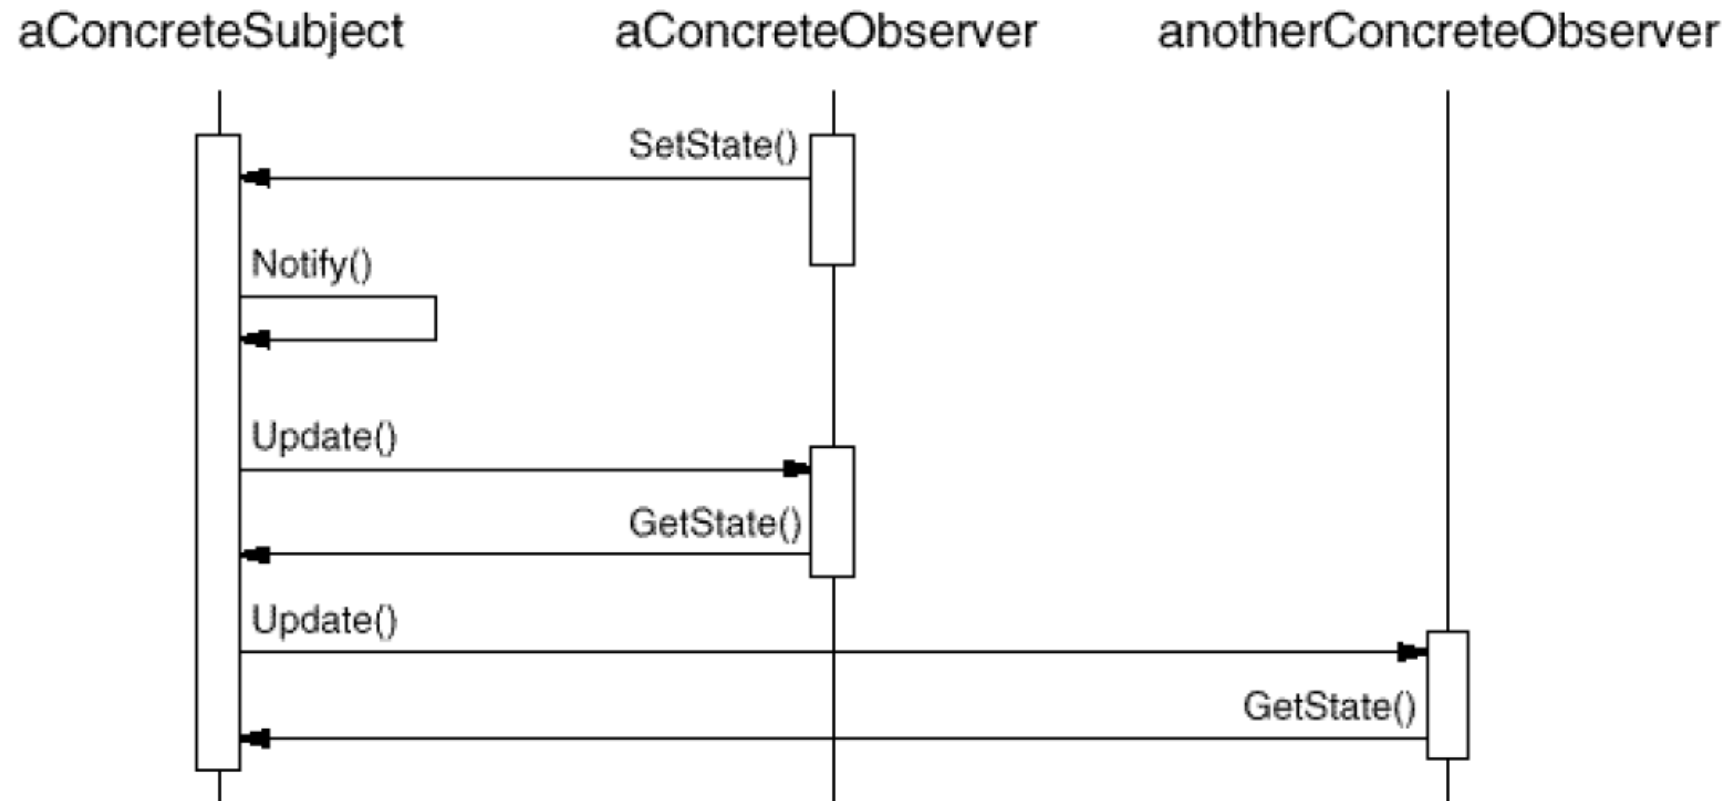 aConcreteSubject aConcreteObserver anotherConcreteObserver
SetState()
Notify()
Update()
GetState()
Update()
GetState()